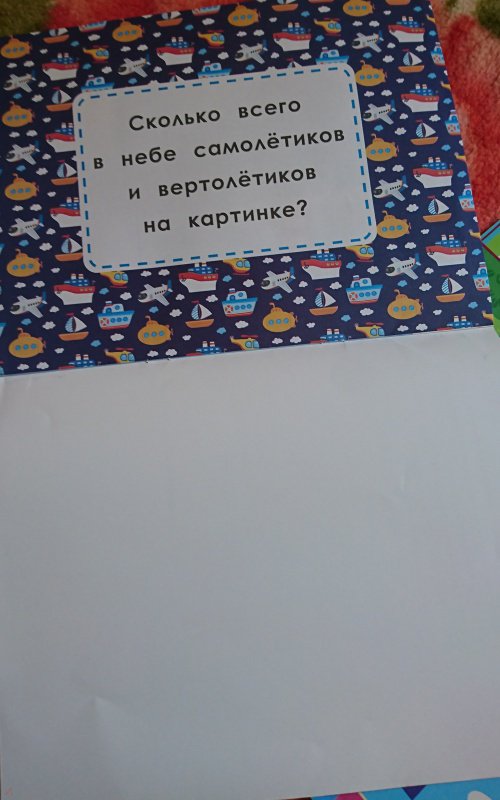 Сколько всего
в небе самолётиков
и вертолётиков
на картинке?